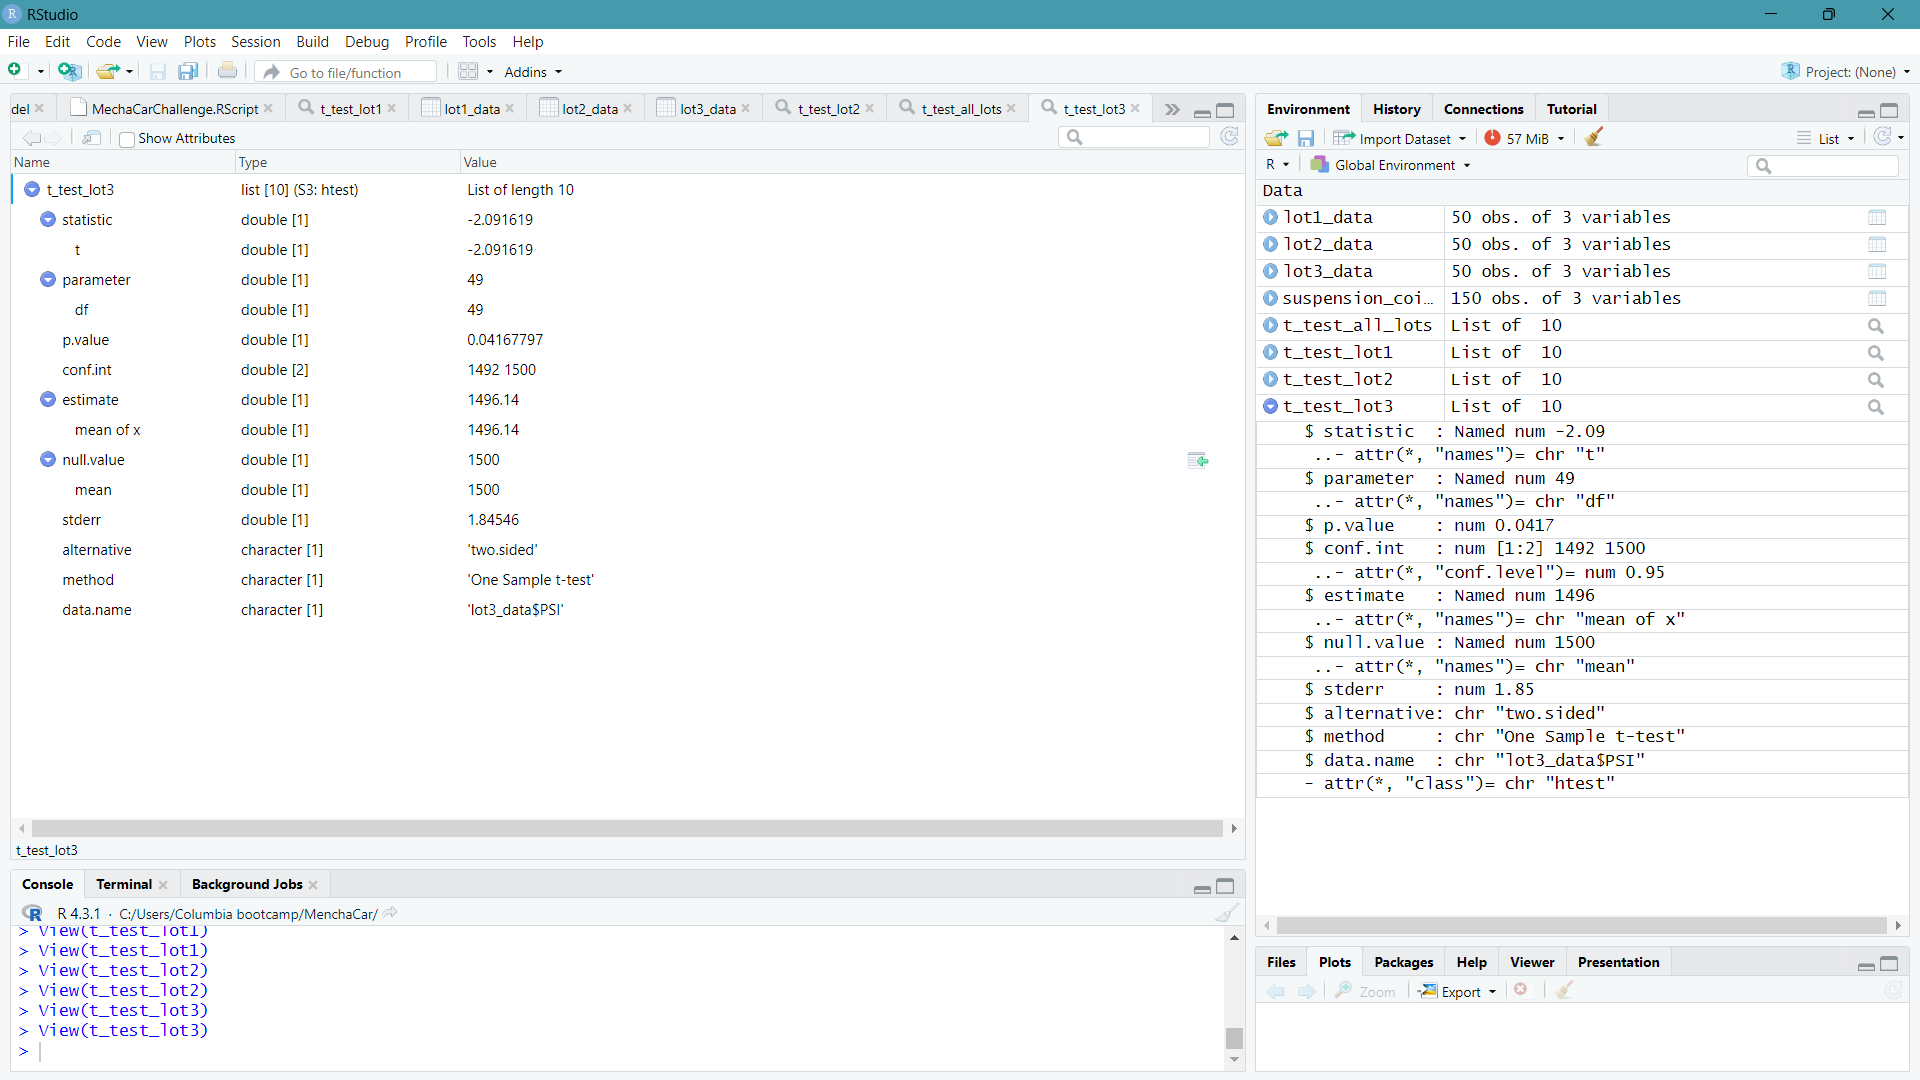 RStudio
File Edit Code View Plots Session Build Debug Profile Tools Help
Go to file/function Addins Project: (None)
del MechaCarChallenge.RScript t_test_lot1 lot1_data lot2_data lot3_data t_test_lot2 t_test_all_lots t_test_lot3
Show Attributes
Name Type Value
t_test_lot3 list [10] (S3: htest) List of length 10
statistic double [1] -2.091619
t double [1] -2.091619
parameter double [1] 49
df double [1] 49
p.value double [1] 0.04167797
conf.int double [2] 1492 1500
estimate double [1] 1496.14
mean of x double [1] 1496.14
null.value double [1] 1500
mean double [1] 1500
stderr double [1] 1.84546
alternative character [1] 'two.sided'
method character [1] 'One Sample t-test'
data.name character [1] 'lot3_data$PSI'
t_test_lot3
Console Terminal Background Jobs
R 4.3.1 · C:/Users/Columbia bootcamp/MenchaCar/
> View(t_test_lot1)
> View(t_test_lot1)
> View(t_test_lot2)
> View(t_test_lot2)
> View(t_test_lot3)
> View(t_test_lot3)
>
Environment History Connections Tutorial
Import Dataset 57 MiB List
R Global Environment
Data
lot1_data 50 obs. of 3 variables
lot2_data 50 obs. of 3 variables
lot3_data 50 obs. of 3 variables
suspension_coi… 150 obs. of 3 variables
t_test_all_lots List of 10
t_test_lot1 List of 10
t_test_lot2 List of 10
t_test_lot3 List of 10
$ statistic : Named num -2.09
..- attr(*, "names")= chr "t"
$ parameter : Named num 49
..- attr(*, "names")= chr "df"
$ p.value : num 0.0417
$ conf.int : num [1:2] 1492 1500
..- attr(*, "conf.level")= num 0.95
$ estimate : Named num 1496
..- attr(*, "names")= chr "mean of x"
$ null.value : Named num 1500
..- attr(*, "names")= chr "mean"
$ stderr : num 1.85
$ alternative: chr "two.sided"
$ method : chr "One Sample t-test"
$ data.name : chr "lot3_data$PSI"
- attr(*, "class")= chr "htest"
Files Plots Packages Help Viewer Presentation
Zoom Export